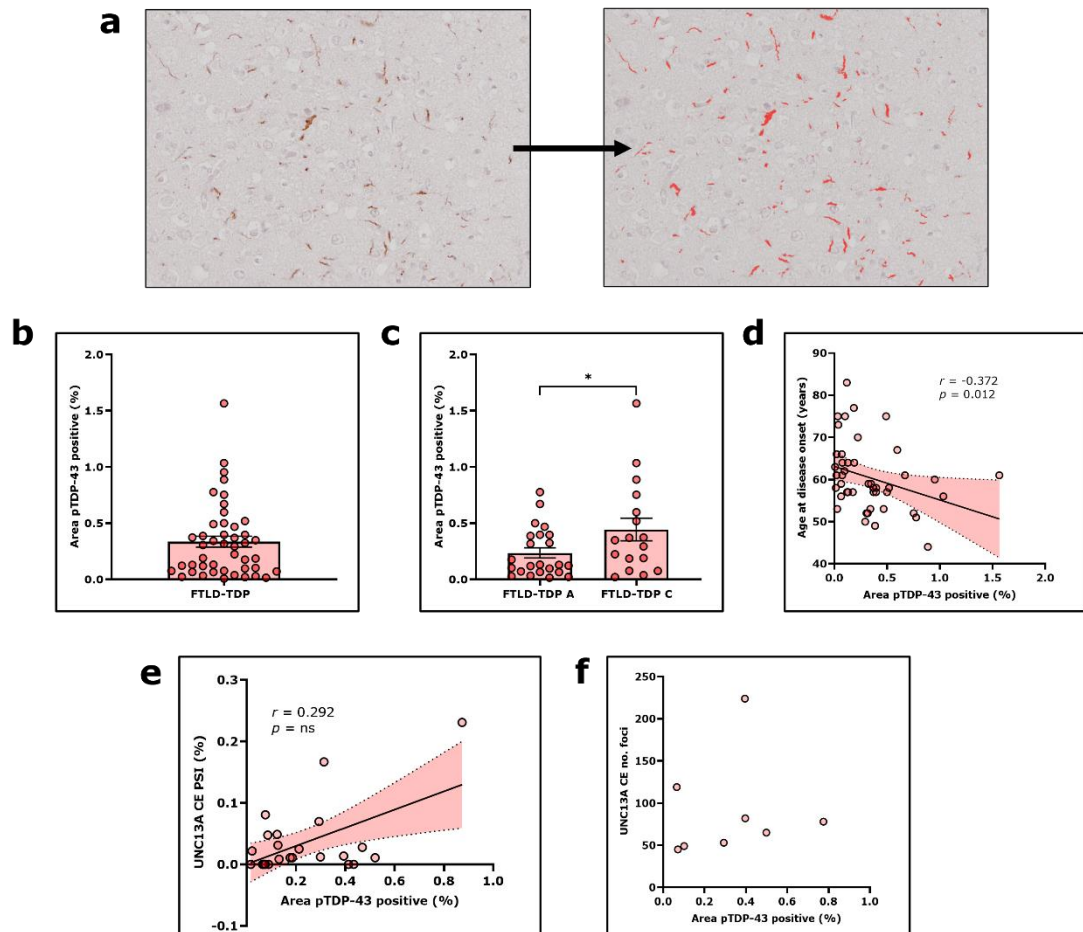 a
b
2.0
1.5
1.0
0.5
0.0
Area pTDP-43 positive (%)
FTLD-TDP
c
2.0
1.5
1.0
0.5
0.0
Area pTDP-43 positive (%)
*
FTLD-TDP A FTLD-TDP C
d
90
80
70
60
50
40
Age at disease onset (years)
r = -0.372
p = 0.012
0.0 0.5 1.0 1.5 2.0
Area pTDP-43 positive (%)
e
0.3
0.2
0.1
0.0
-0.1
UNC13A CE PSI (%)
r = 0.292
p = ns
0.2 0.4 0.6 0.8 1.0
Area pTDP-43 positive (%)
f
250
200
150
100
50
0
UNC13A CE no. foci
0.0 0.2 0.4 0.6 0.8 1.0
Area pTDP-43 positive (%)